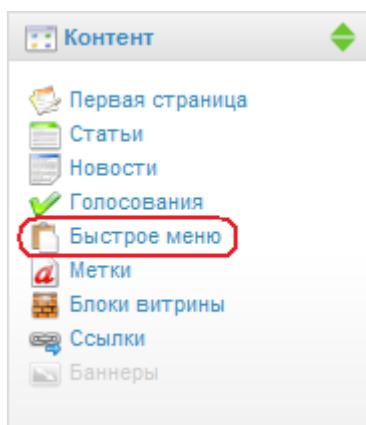 Контент
Первая страница
Статьи
Новости
Голосования
Быстрое меню
Метки
Блоки витрины
Ссылки
Баннеры